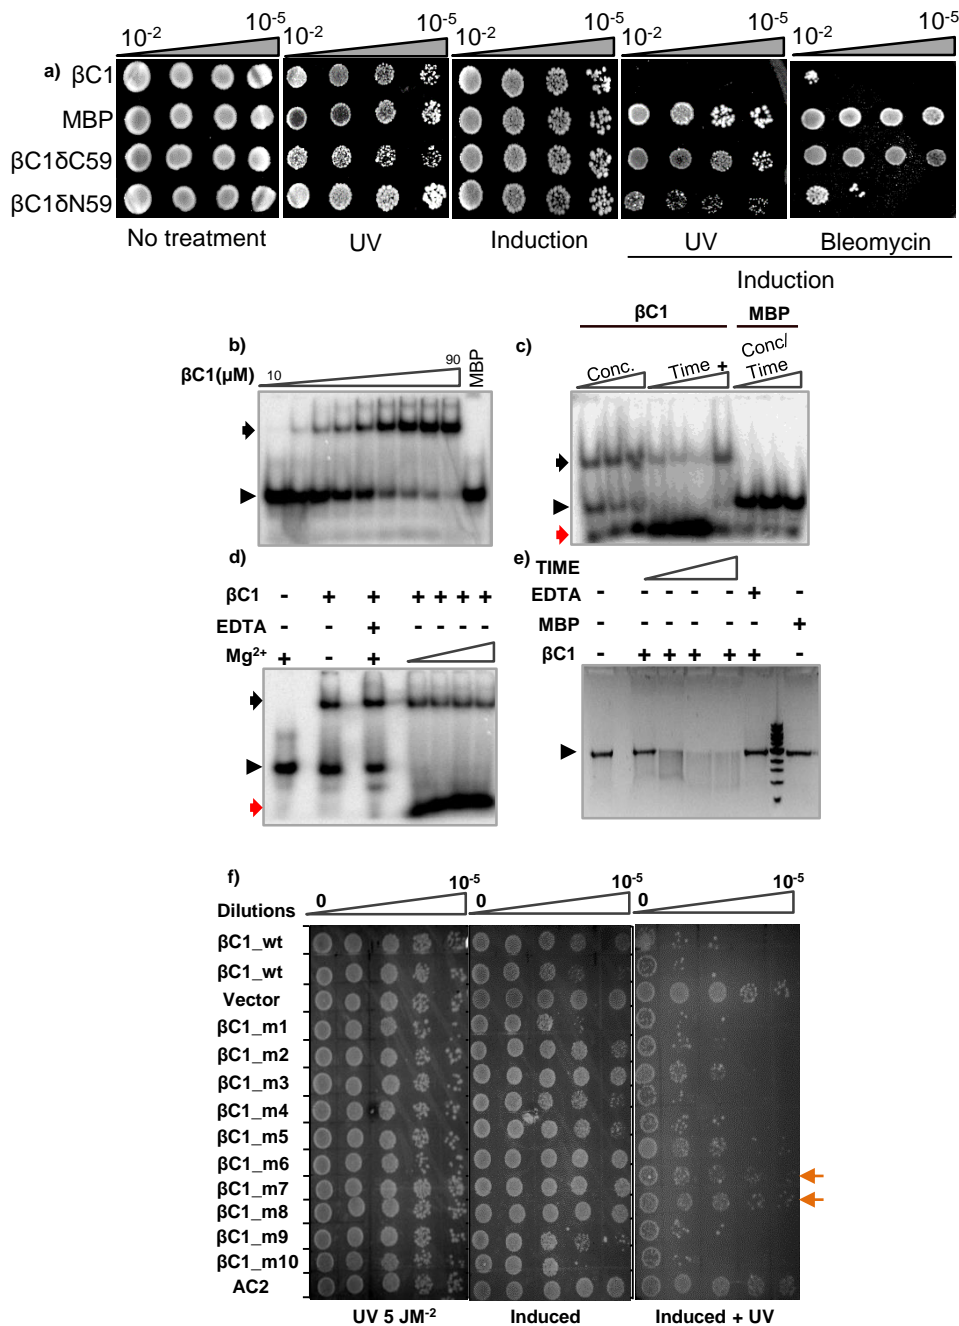 10⁻² 10⁻⁵ 10⁻² 10⁻⁵ 10⁻² 10⁻⁵ 10⁻² 10⁻⁵ 10⁻² 10⁻⁵
a) βC1
MBP
βC1δC59
βC1δN59
No treatment UV Induction UV Bleomycin
Induction
b)
βC1(μM) 10 90 MBP
c)
βC1 MBP
Conc. Time + Conc/
Time
d)
βC1 - + + + + + +
EDTA - - + - - - -
Mg²⁺ + - +
e)
TIME
EDTA - - - - - + -
MBP - - - - - - +
βC1 - + + + + + -
f)
Dilutions 0 10⁻⁵ 0 10⁻⁵ 0 10⁻⁵
βC1_wt
βC1_wt
Vector
βC1_m1
βC1_m2
βC1_m3
βC1_m4
βC1_m5
βC1_m6
βC1_m7
βC1_m8
βC1_m9
βC1_m10
AC2
UV 5 JM⁻² Induced Induced + UV